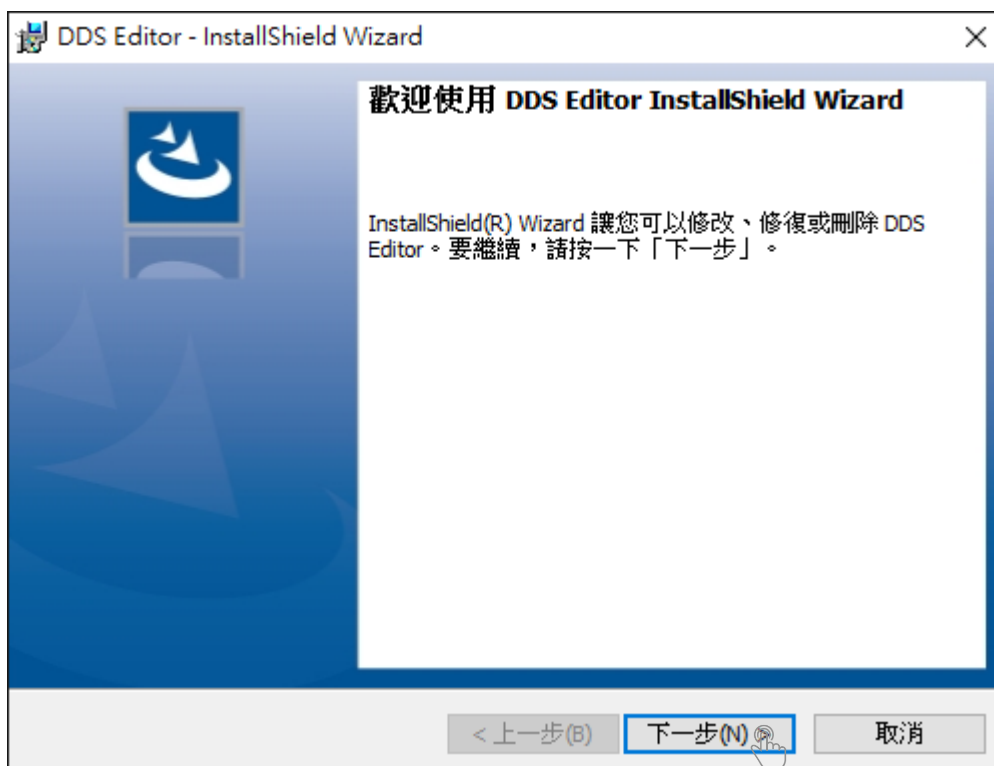 DDS Editor - InstallShield Wizard
歡迎使用 DDS Editor InstallShield Wizard
InstallShield(R) Wizard 讓您可以修改、修復或刪除 DDS
Editor。要繼續，請按一下「下一步」。
< 上一步(B)
下一步(N)
取消